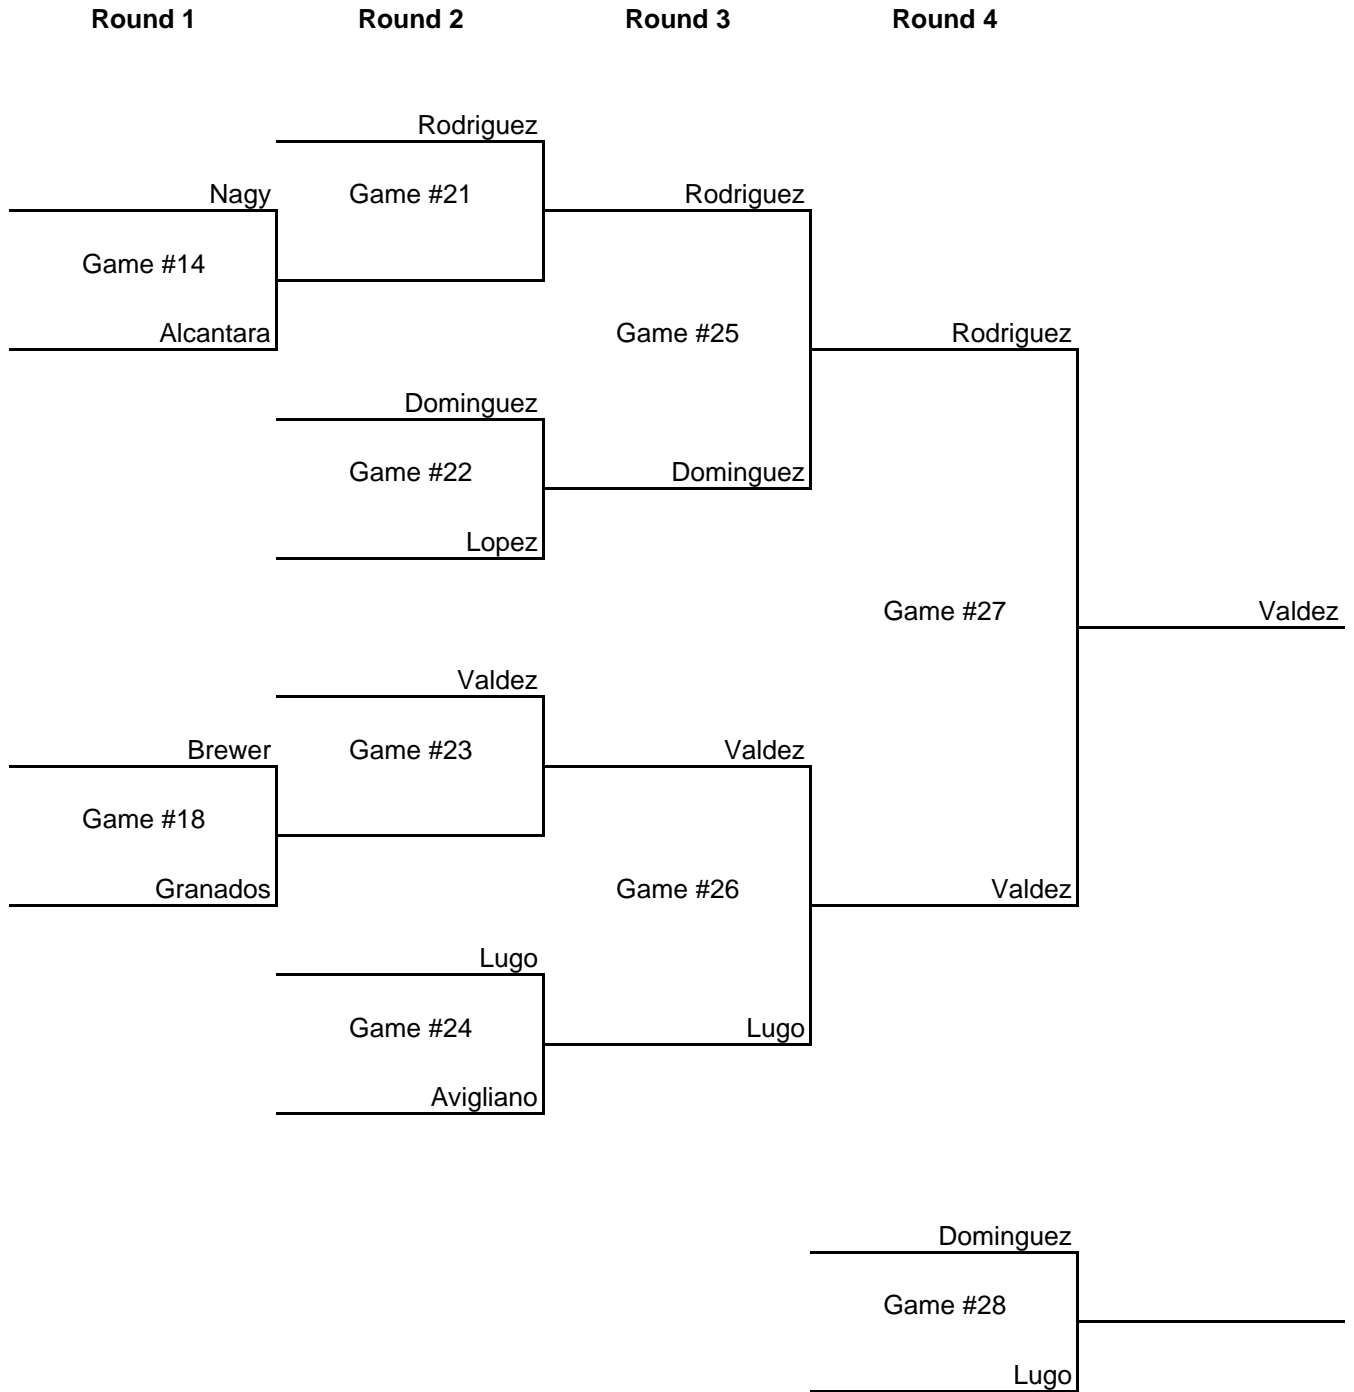 Round 1 Round 2 Round 3 Round 4
Rodriguez
Nagy Game #21 Rodriguez
Game #14
Alcantara Game #25 Rodriguez
Dominguez
Game #22 Dominguez
Lopez
Game #27 Valdez
Valdez
Brewer Game #23 Valdez
Game #18
Granados Game #26 Valdez
Lugo
Game #24 Lugo
Avigliano
Dominguez
Game #28
Lugo